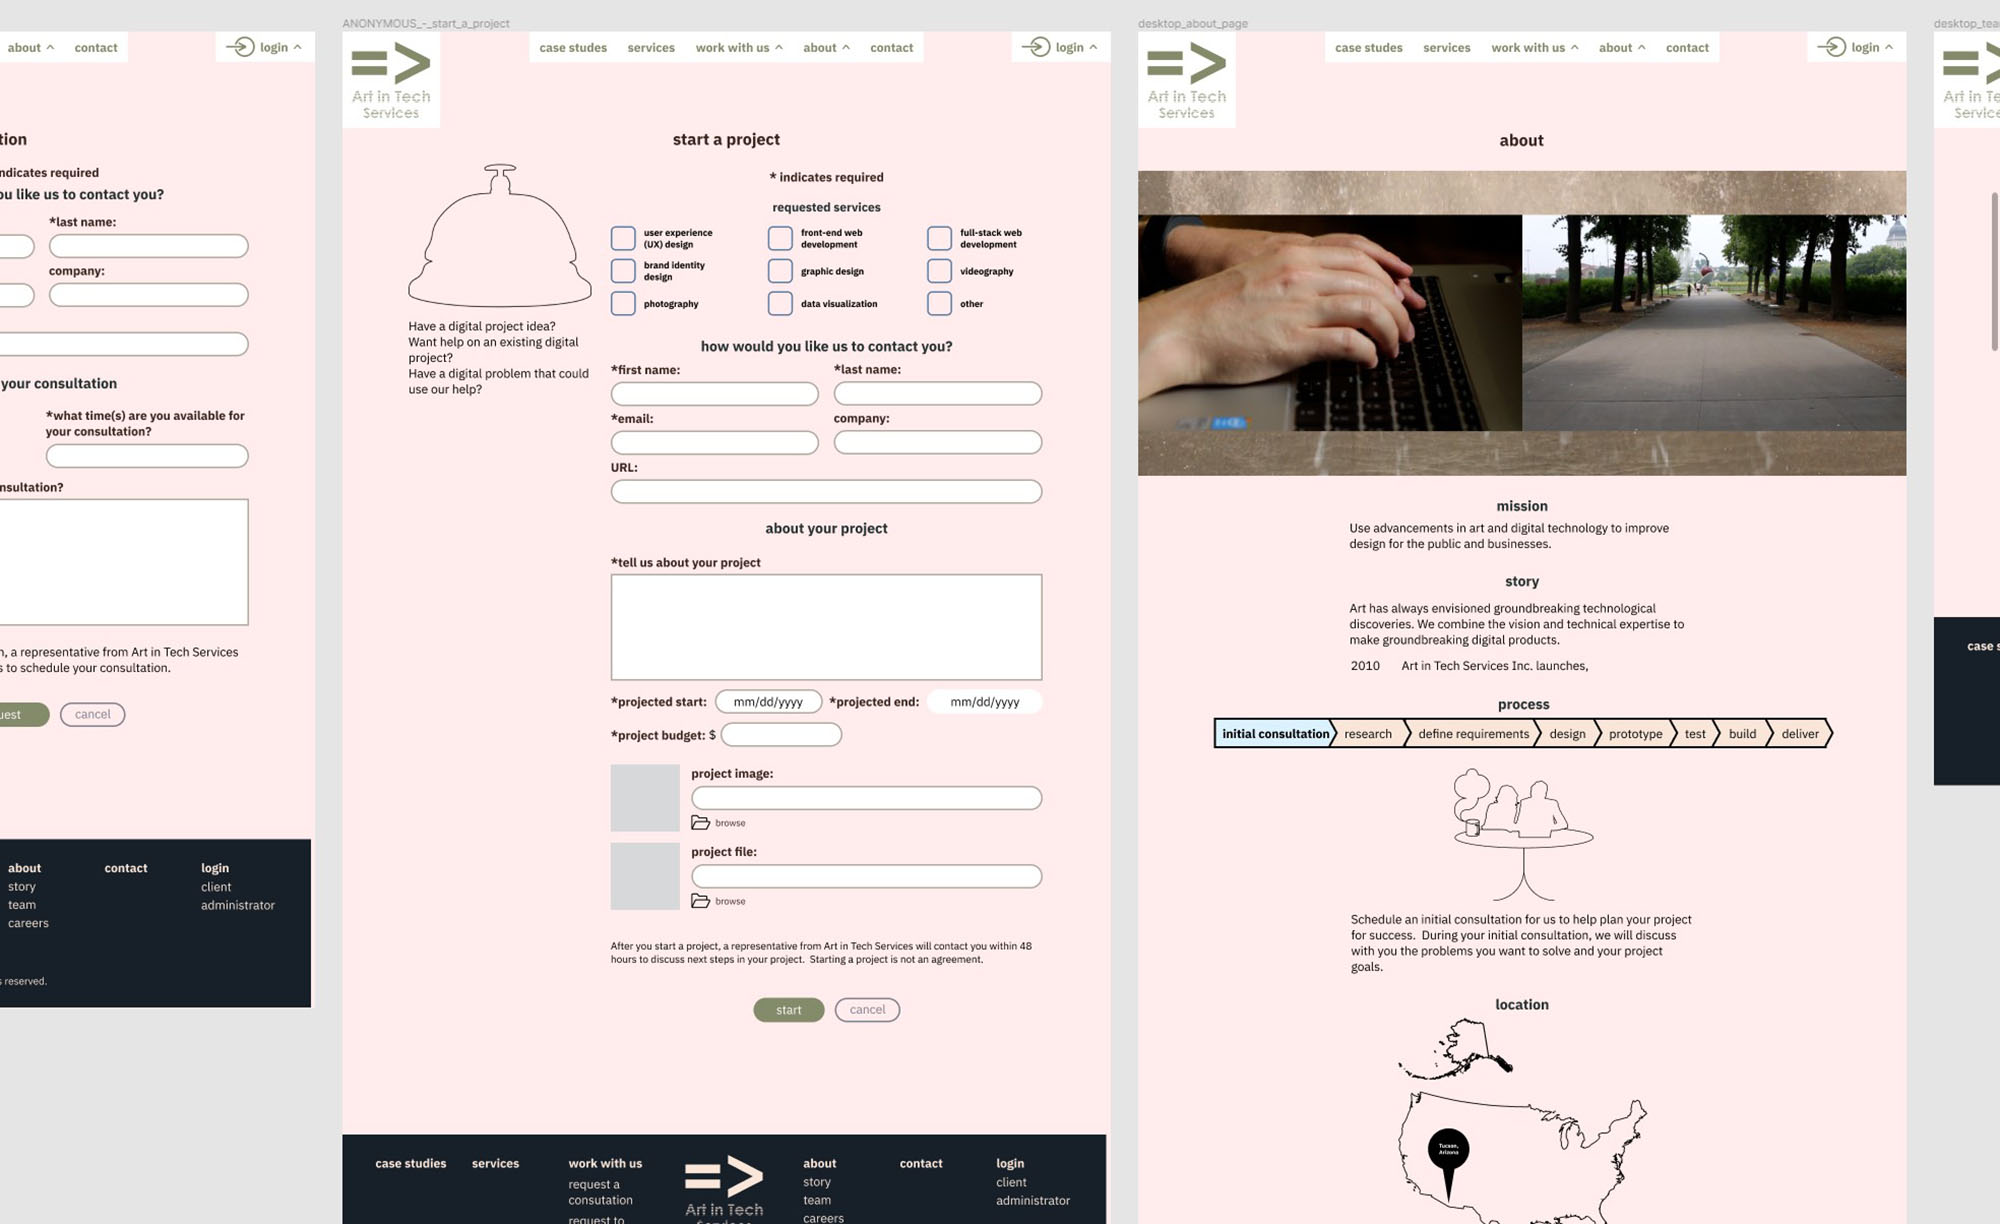 ANONYMOUS_-_start_a_project
desktop_about_page
about
contact
login
indicates required
ou like us to contact you?
*last name:
company:
your consultation
*what time(s) are you available for
your consultation?
nsultation?
n, a representative from Art in Tech Services
s to schedule your consultation.
uest
cancel
about
story
team
careers
contact
login
client
administrator
s reserved.
=>
Art in Tech
Services
case studes
services
work with us
about
contact
login
start a project
* indicates required
requested services
user experience
(UX) design
front-end web
development
full-stack web
development
brand identity
design
graphic design
videography
photography
data visualization
other
Have a digital project idea?
Want help on an existing digital
project?
Have a digital problem that could
use our help?
how would you like us to contact you?
*first name:
*last name:
*email:
company:
URL:
about your project
*tell us about your project
*projected start:
mm/dd/yyyy
*projected end:
mm/dd/yyyy
*project budget: $
project image:
browse
project file:
browse
After you start a project, a representative from Art in Tech Services will contact you within 48
hours to discuss next steps in your project. Starting a project is not an agreement.
start
cancel
case studies
services
work with us
request a
consutation
request to
=>
Art in Tech
about
story
team
careers
contact
login
client
administrator
=>
Art in Tech
Services
case studes
services
work with us
about
contact
login
about
mission
Use advancements in art and digital technology to improve
design for the public and businesses.
story
Art has always envisioned groundbreaking technological
discoveries. We combine the vision and technical expertise to
make groundbreaking digital products.
2010 Art in Tech Services Inc. launches,
process
initial consultation
research
define requirements
design
prototype
test
build
deliver
Schedule an initial consultation for us to help plan your project
for success. During your initial consultation, we will discuss
with you the problems you want to solve and your project
goals.
location
Tucson,
Arizona
Art in Te
Service
case s